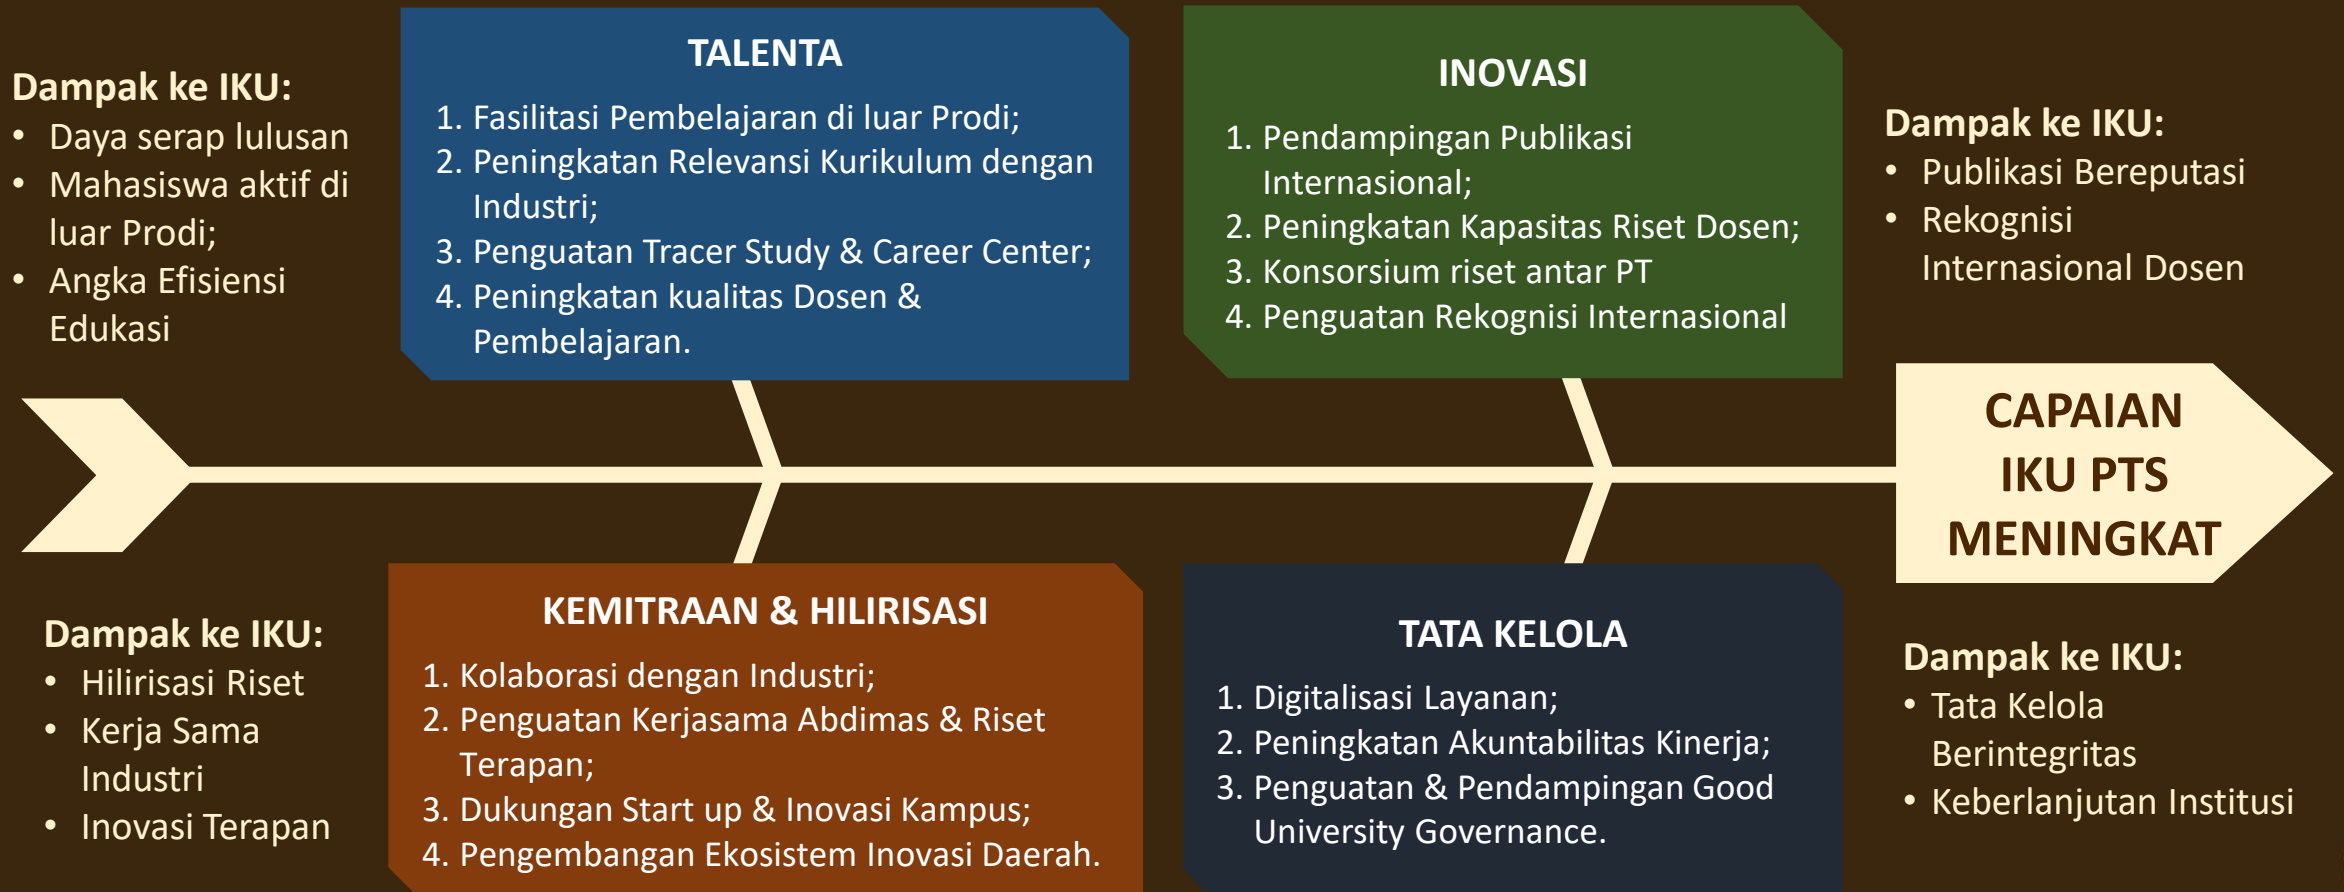 Dampak ke IKU:
• Daya serap lulusan
• Mahasiswa aktif di
luar Prodi;
• Angka Efisiensi
Edukasi
TALENTA
1. Fasilitasi Pembelajaran di luar Prodi;
2. Peningkatan Relevansi Kurikulum dengan
Industri;
3. Penguatan Tracer Study & Career Center;
4. Peningkatan kualitas Dosen &
Pembelajaran.
INOVASI
1. Pendampingan Publikasi
Internasional;
2. Peningkatan Kapasitas Riset Dosen;
3. Konsorsium riset antar PT
4. Penguatan Rekognisi Internasional
Dampak ke IKU:
• Publikasi Bereputasi
• Rekognisi
Internasional Dosen
CAPAIAN
IKU PTS
MENINGKAT
Dampak ke IKU:
• Hilirisasi Riset
• Kerja Sama
Industri
• Inovasi Terapan
KEMITRAAN & HILIRISASI
1. Kolaborasi dengan Industri;
2. Penguatan Kerjasama Abdimas & Riset
Terapan;
3. Dukungan Start up & Inovasi Kampus;
4. Pengembangan Ekosistem Inovasi Daerah.
TATA KELOLA
1. Digitalisasi Layanan;
2. Peningkatan Akuntabilitas Kinerja;
3. Penguatan & Pendampingan Good
University Governance.
Dampak ke IKU:
• Tata Kelola
Berintegritas
• Keberlanjutan Institusi